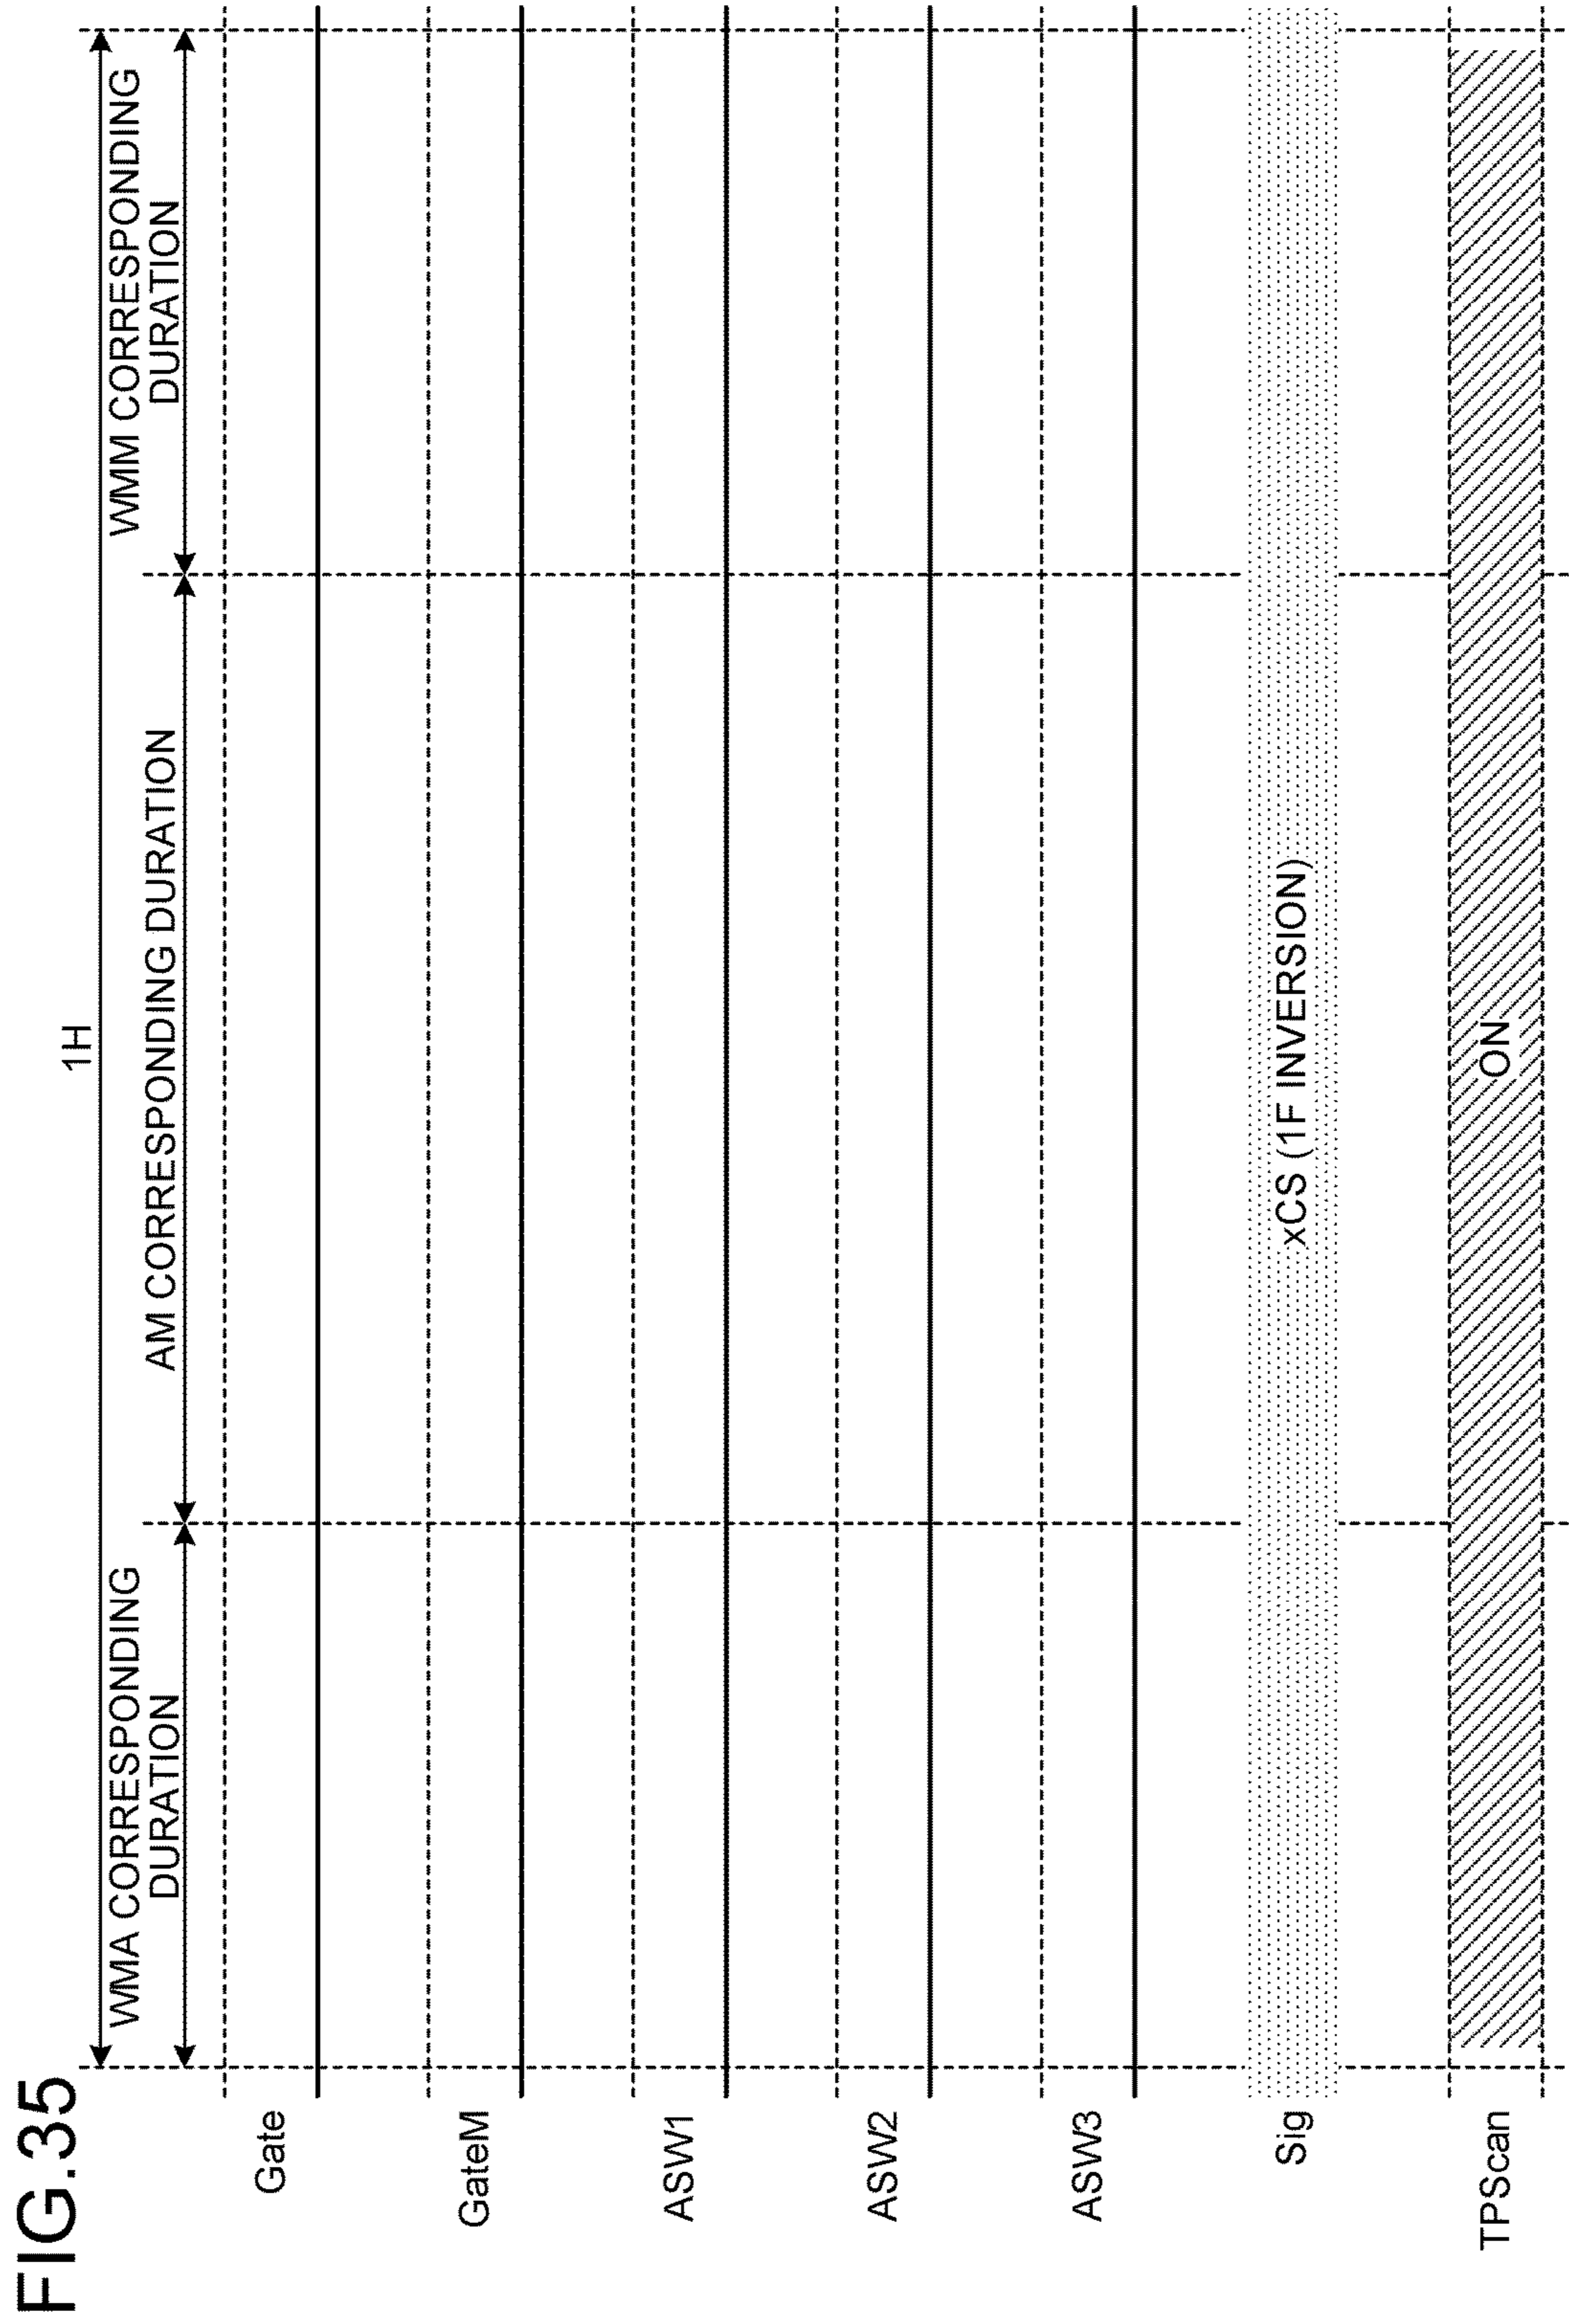 FIG.35
1H
WMA CORRESPONDING
DURATION
AM CORRESPONDING DURATION
WMM CORRESPONDING
DURATION
Gate
GateM
ASW1
ASW2
ASW3
Sig
xCS (1F INVERSION)
TPScan
ON